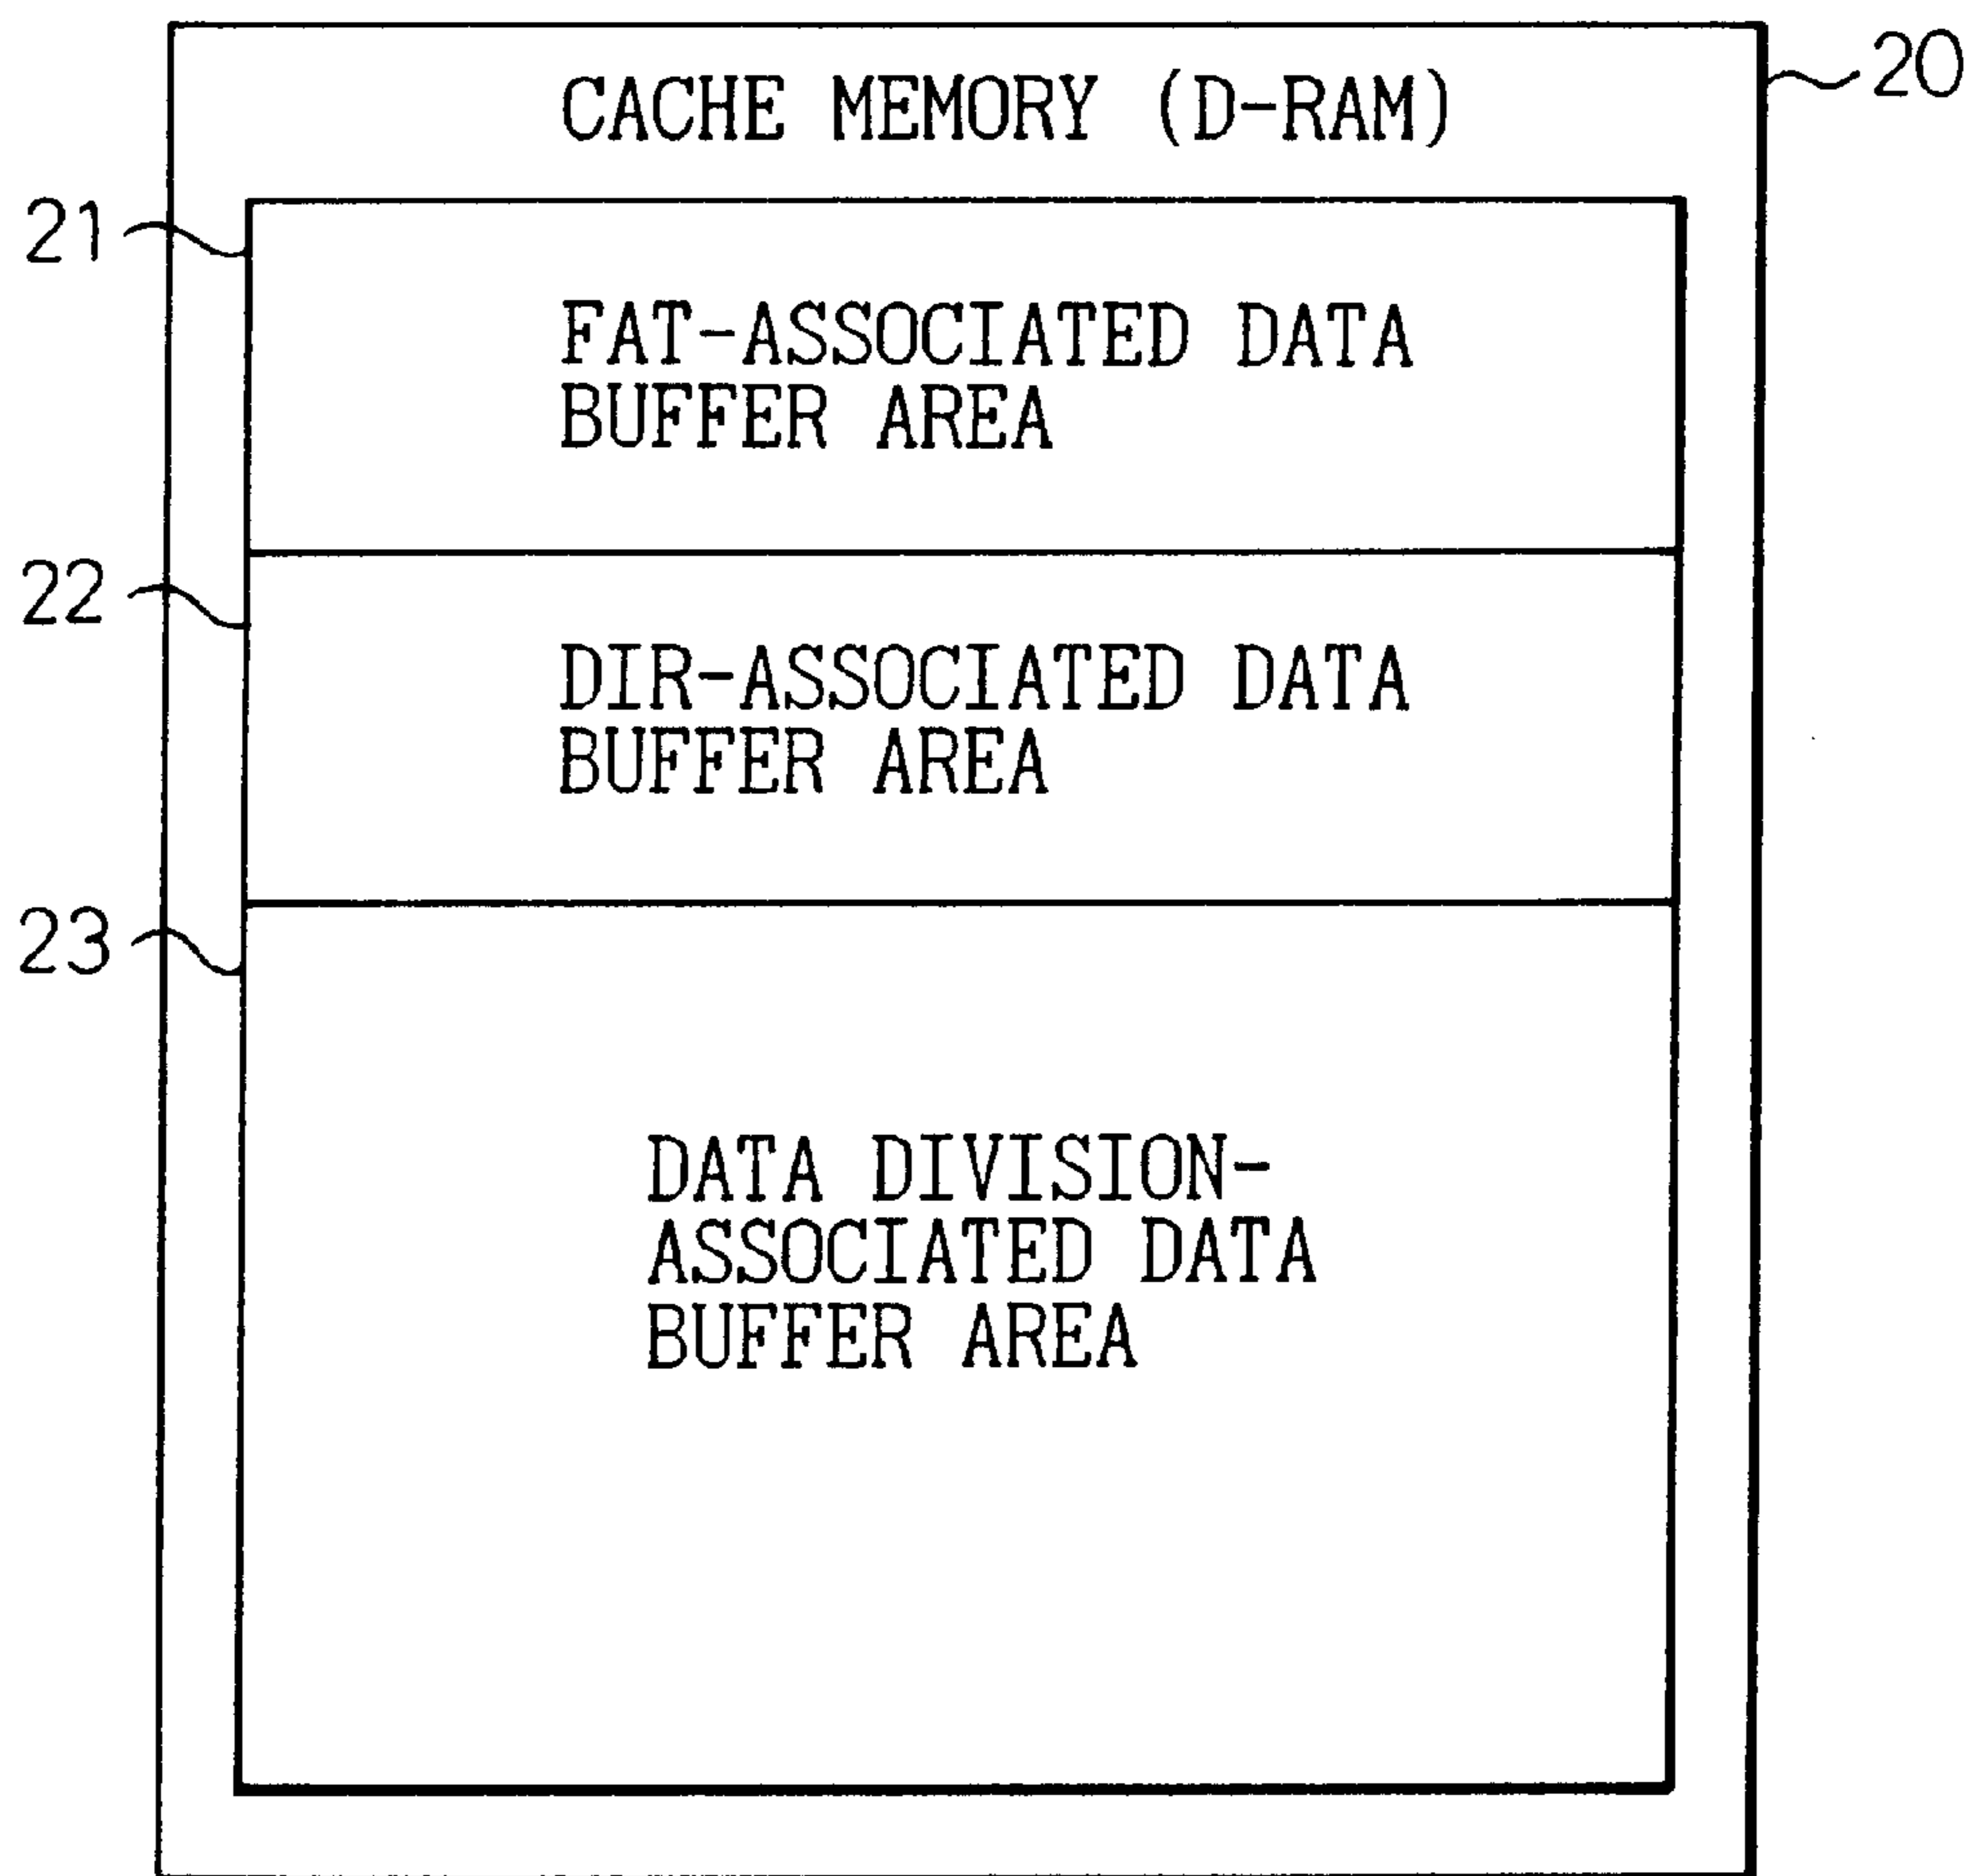 CACHE MEMORY (D-RAM)
20
21
FAT-ASSOCIATED DATA
BUFFER AREA
22
DIR-ASSOCIATED DATA
BUFFER AREA
23
DATA DIVISION-
ASSOCIATED DATA
BUFFER AREA